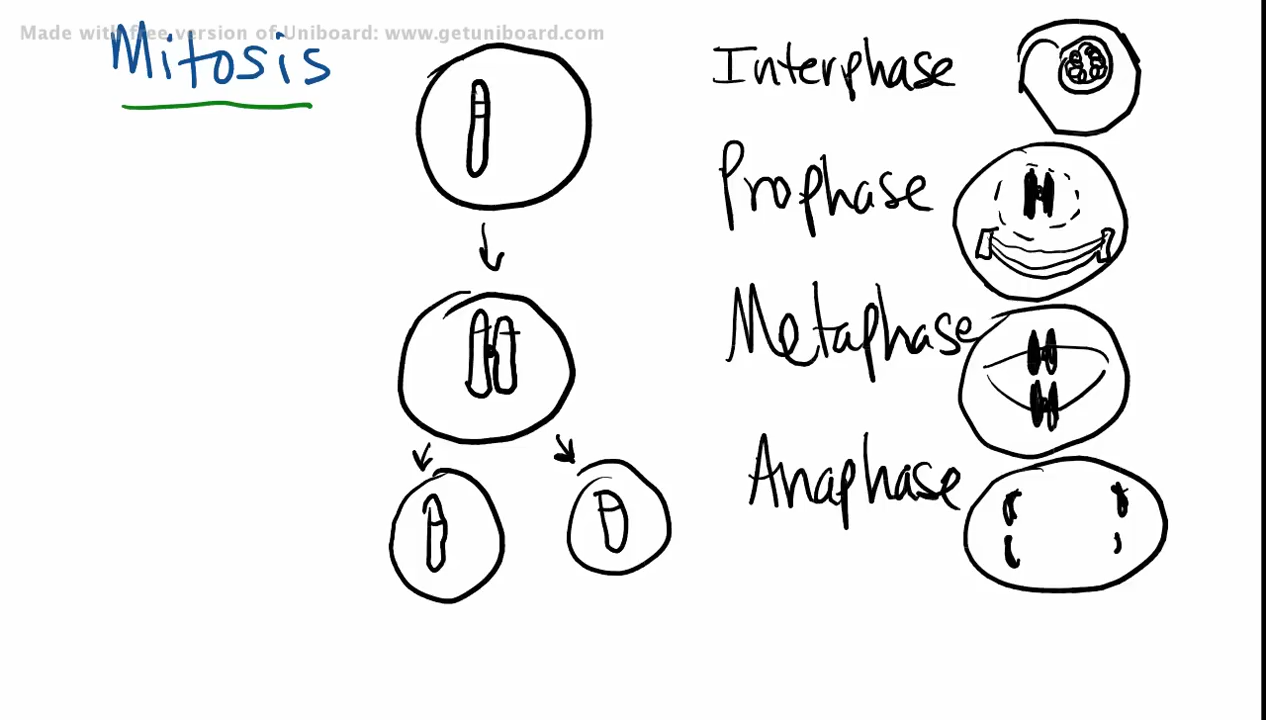 Made with free version of Uniboard: www.getuniboard.com
Mitosis
Interphase
Prophase
Metaphase
Anaphase